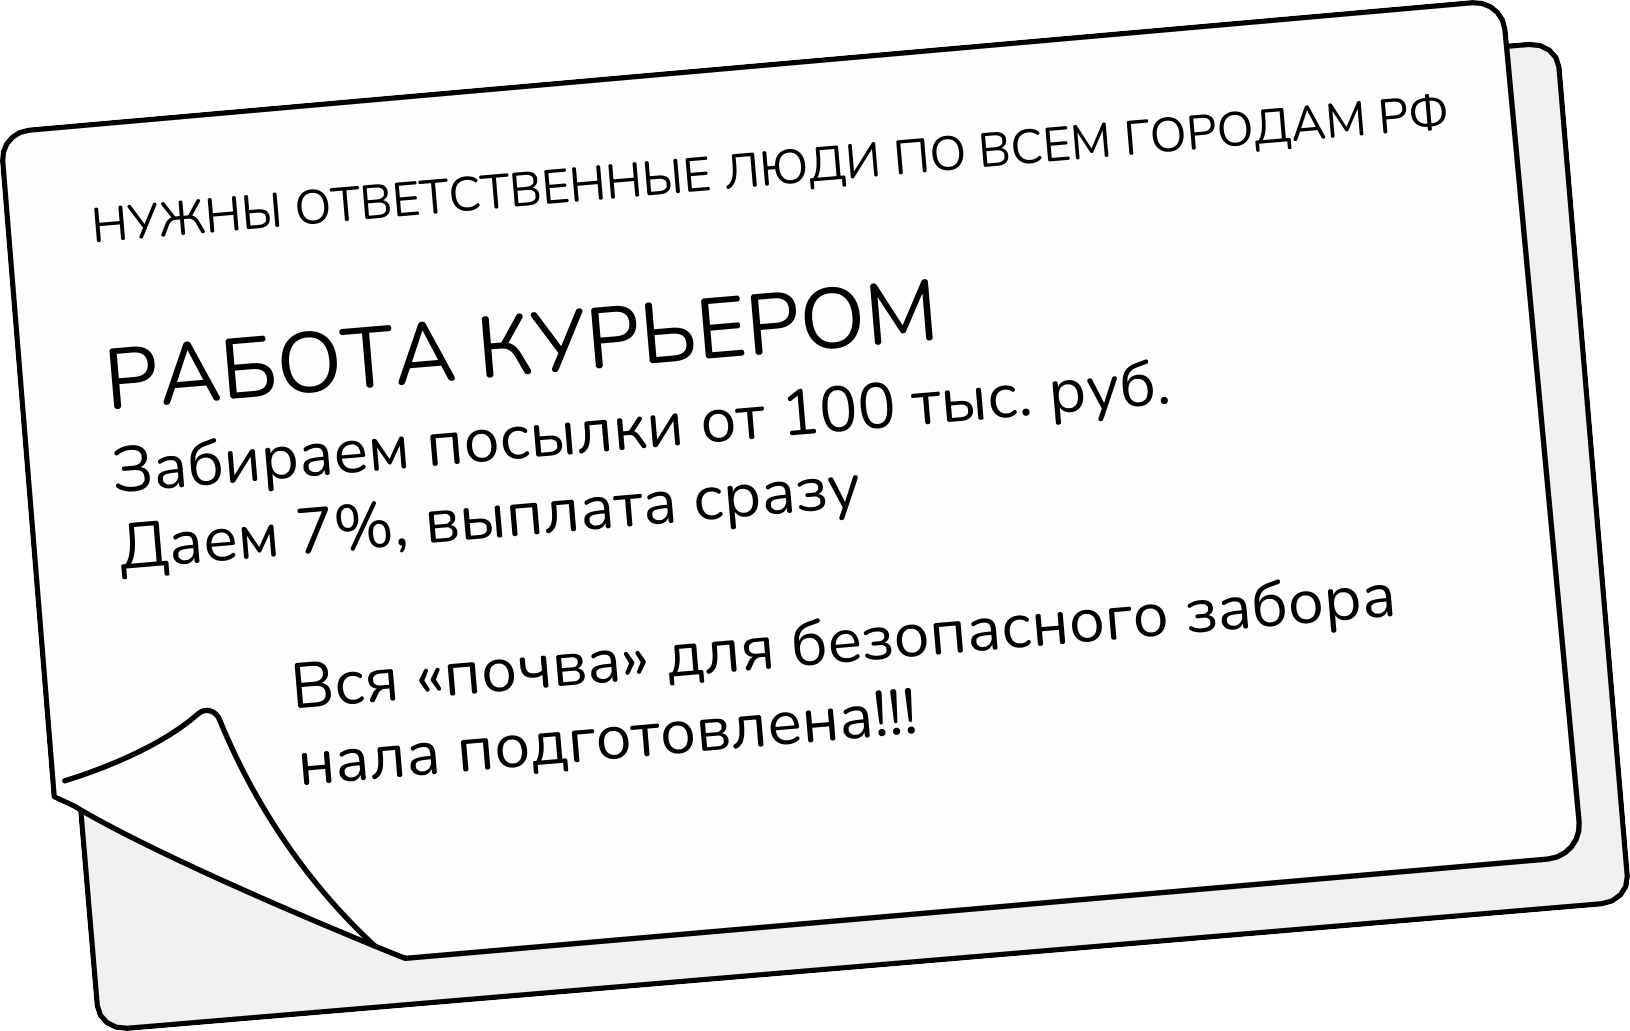 НУЖНЫ ОТВЕТСТВЕННЫЕ ЛЮДИ ПО ВСЕМ ГОРОДАМ РФ
РАБОТА КУРЬЕРОМ
Забираем посылки от 100 тыс. руб.
Даем 7%, выплата сразу
Вся «почва» для безопасного забора
нала подготовлена!!!